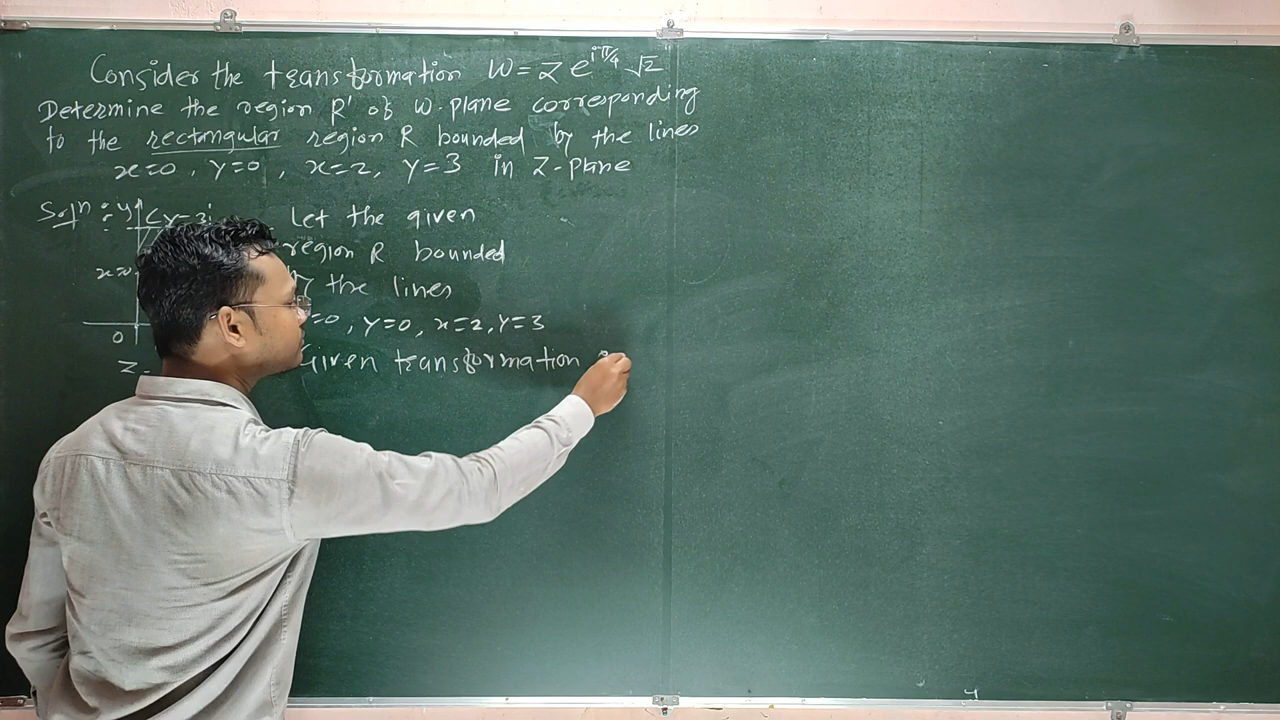 Consider the transformation W = Z e^{iπ/4} √2
Determine the region R' of W-plane corresponding
to the rectangular region R bounded by the lines
x=0, y=0, x=2, y=3 in Z-plane
Soln: y
y=3
Let the given
region R bounded
x=
the lines
=0, y=0, x=2, y=3
0
Z-
Given transformation